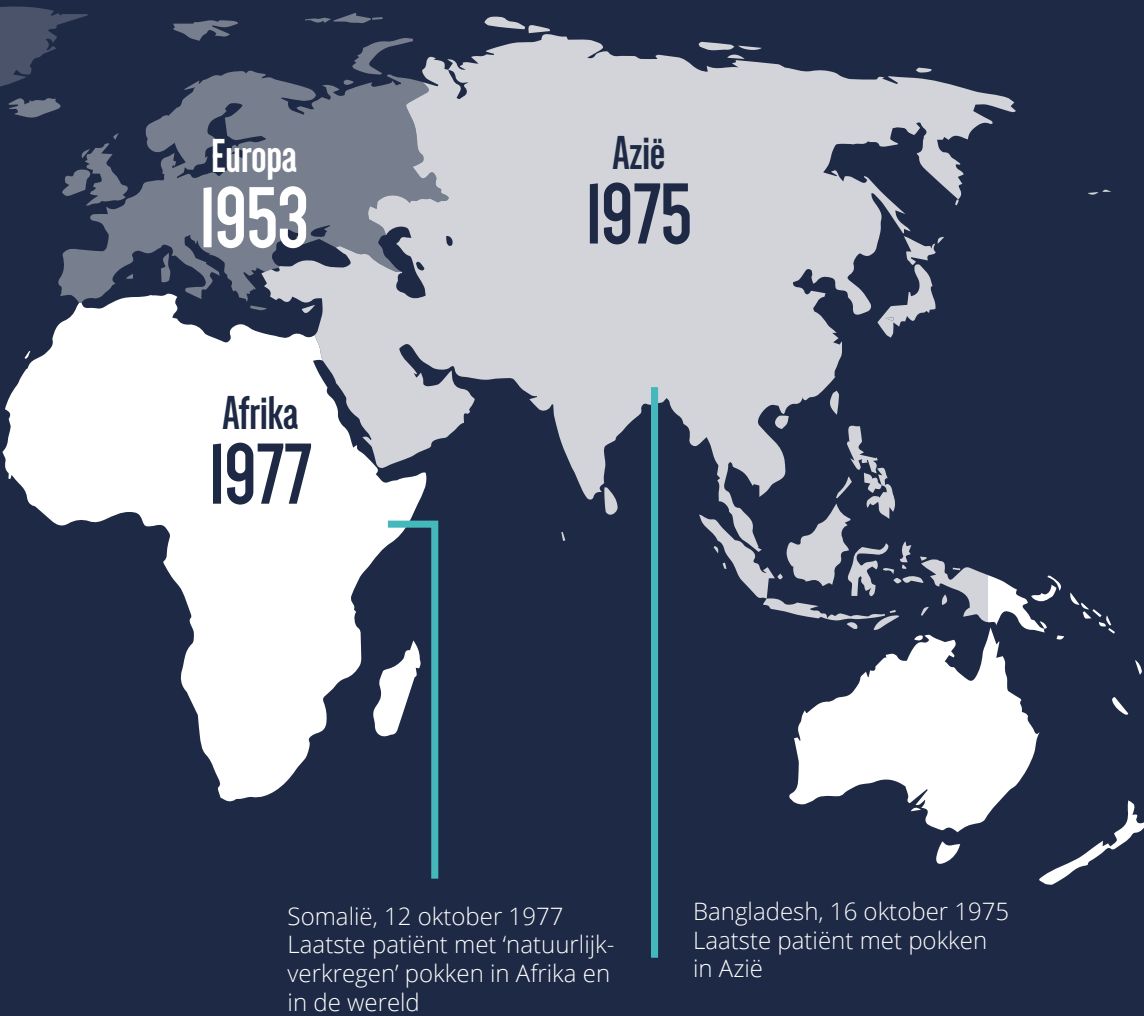 Europa
1953
Azië
1975
Afrika
1977
Somalië, 12 oktober 1977
Laatste patiënt met ‘natuurlijk-
verkregen’ pokken in Afrika en
in de wereld
Bangladesh, 16 oktober 1975
Laatste patiënt met pokken
in Azië